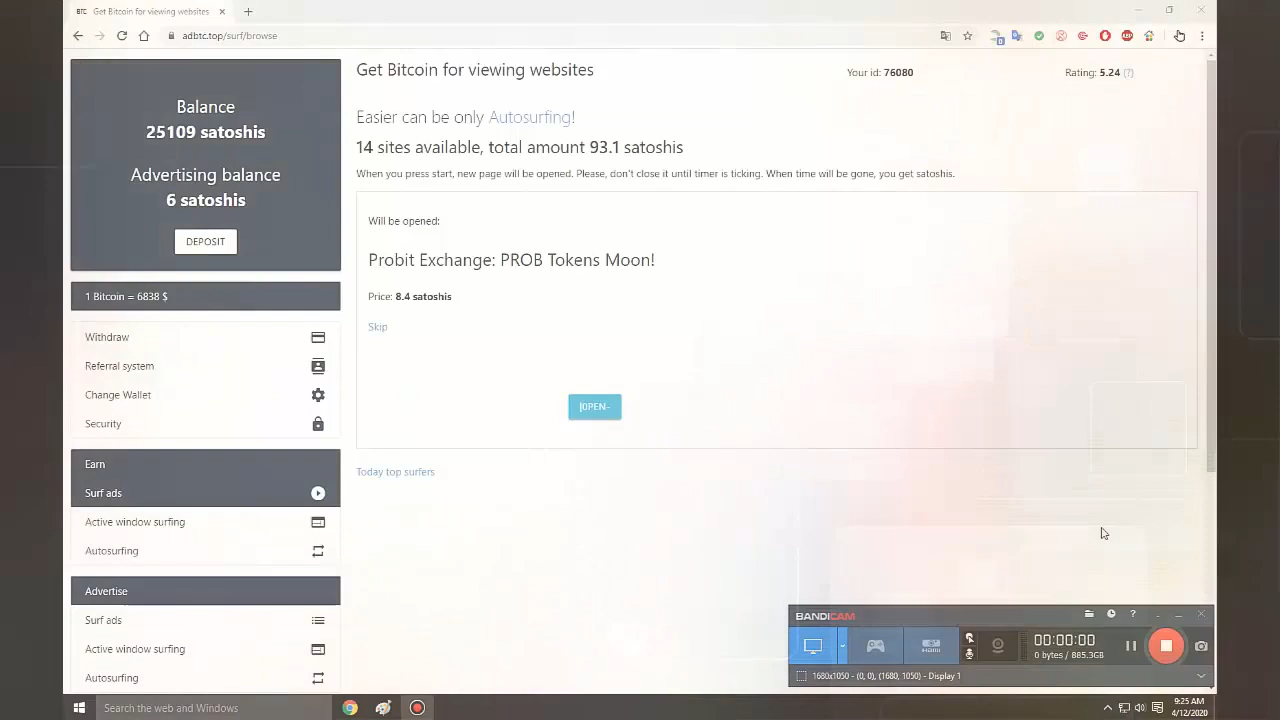 BTC Get Bitcoin for viewing websites
adbtc.top/surf/browse
Balance
25109 satoshis
Advertising balance
6 satoshis
DEPOSIT
1 Bitcoin = 6838 $
Withdraw
Referral system
Change Wallet
Security
Earn
Surf ads
Active window surfing
Autosurfing
Advertise
Surf ads
Active window surfing
Autosurfing
Get Bitcoin for viewing websites
Your id: 76080
Rating: 5.24 (?)
Easier can be only Autosurfing!
14 sites available, total amount 93.1 satoshis
When you press start, new page will be opened. Please, don't close it until timer is ticking. When time will be gone, you get satoshis.
Will be opened:
Probit Exchange: PROB Tokens Moon!
Price: 8.4 satoshis
Skip
|0PEN-
Today top surfers
BANDICAM
HDMI
00:00:00
0 bytes / 885.3GB
1680x1050 - (0, 0), (1680, 1050) - Display 1
Search the web and Windows
9:25 AM
4/12/2020